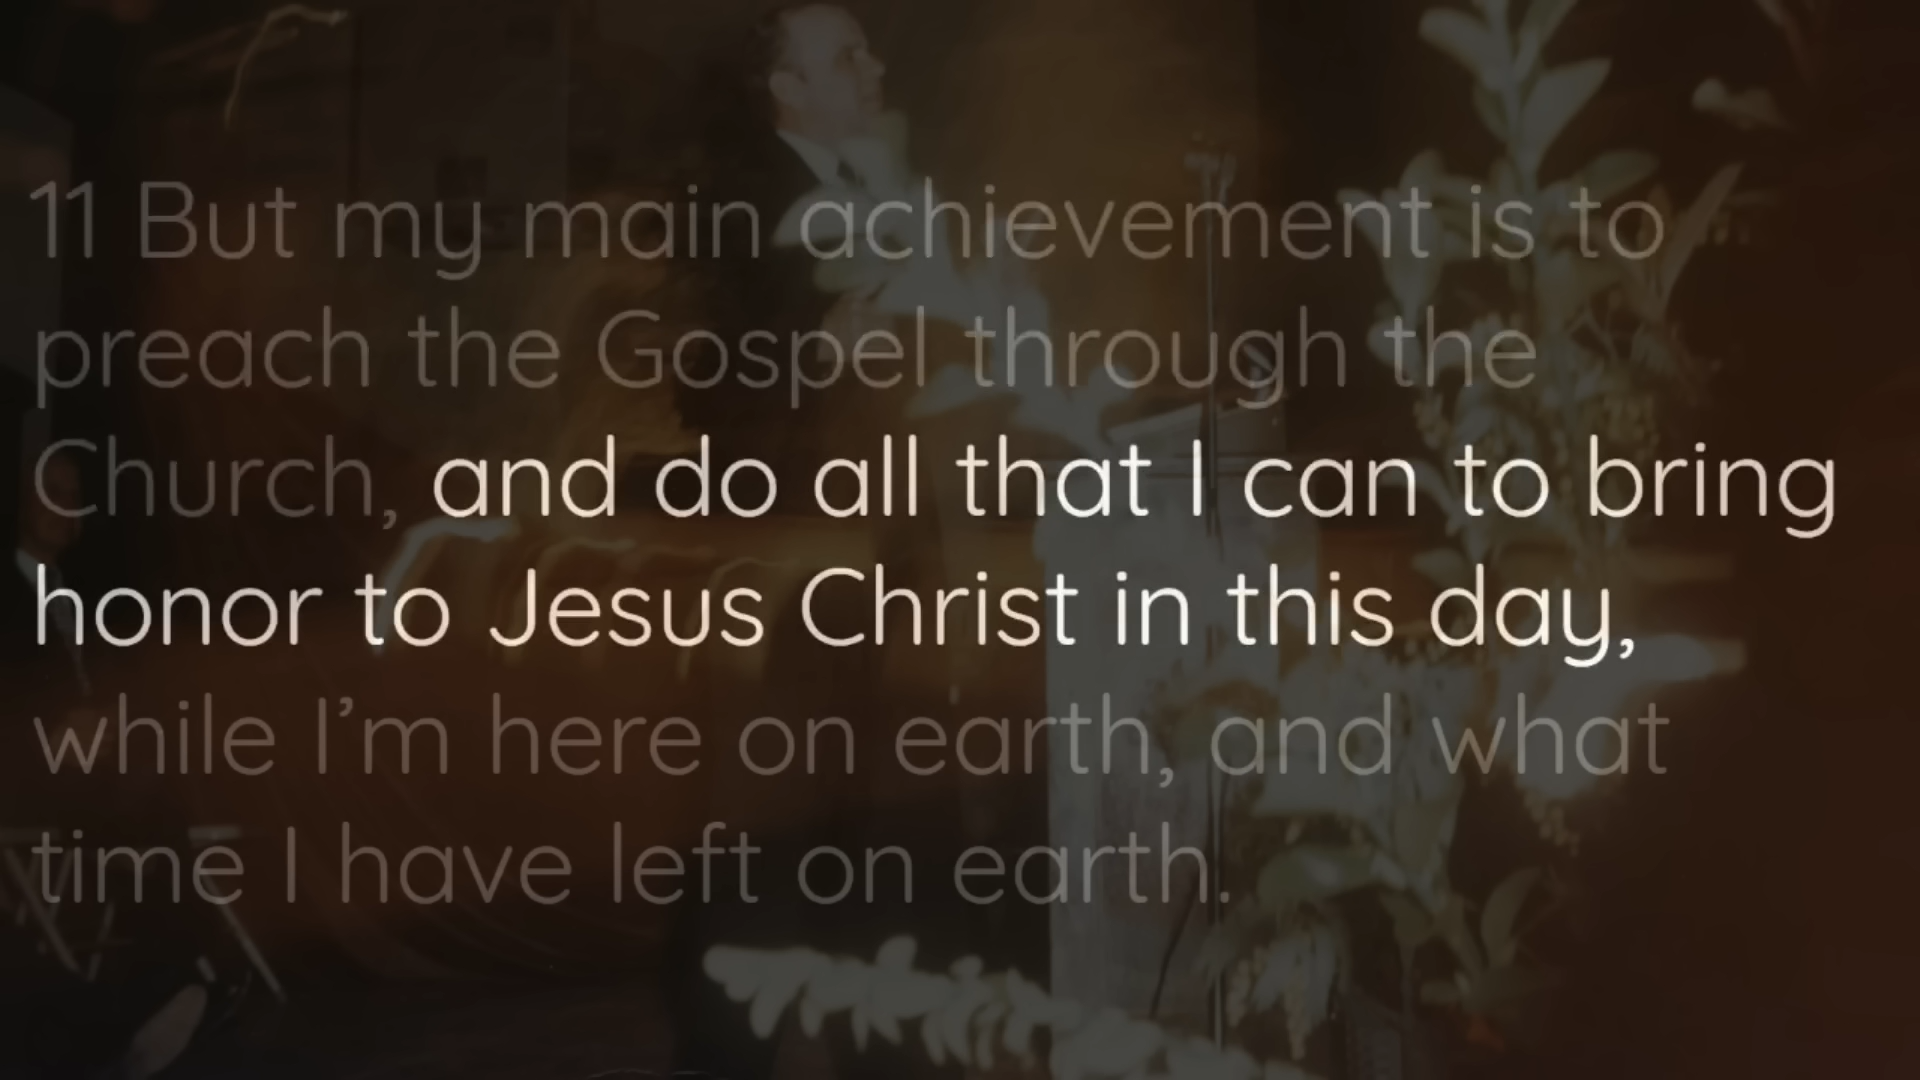 11 But my main achievement is to
preach the Gospel through the
Church, and do all that I can to bring
honor to Jesus Christ in this day,
while I’m here on earth, and what
time I have left on earth.